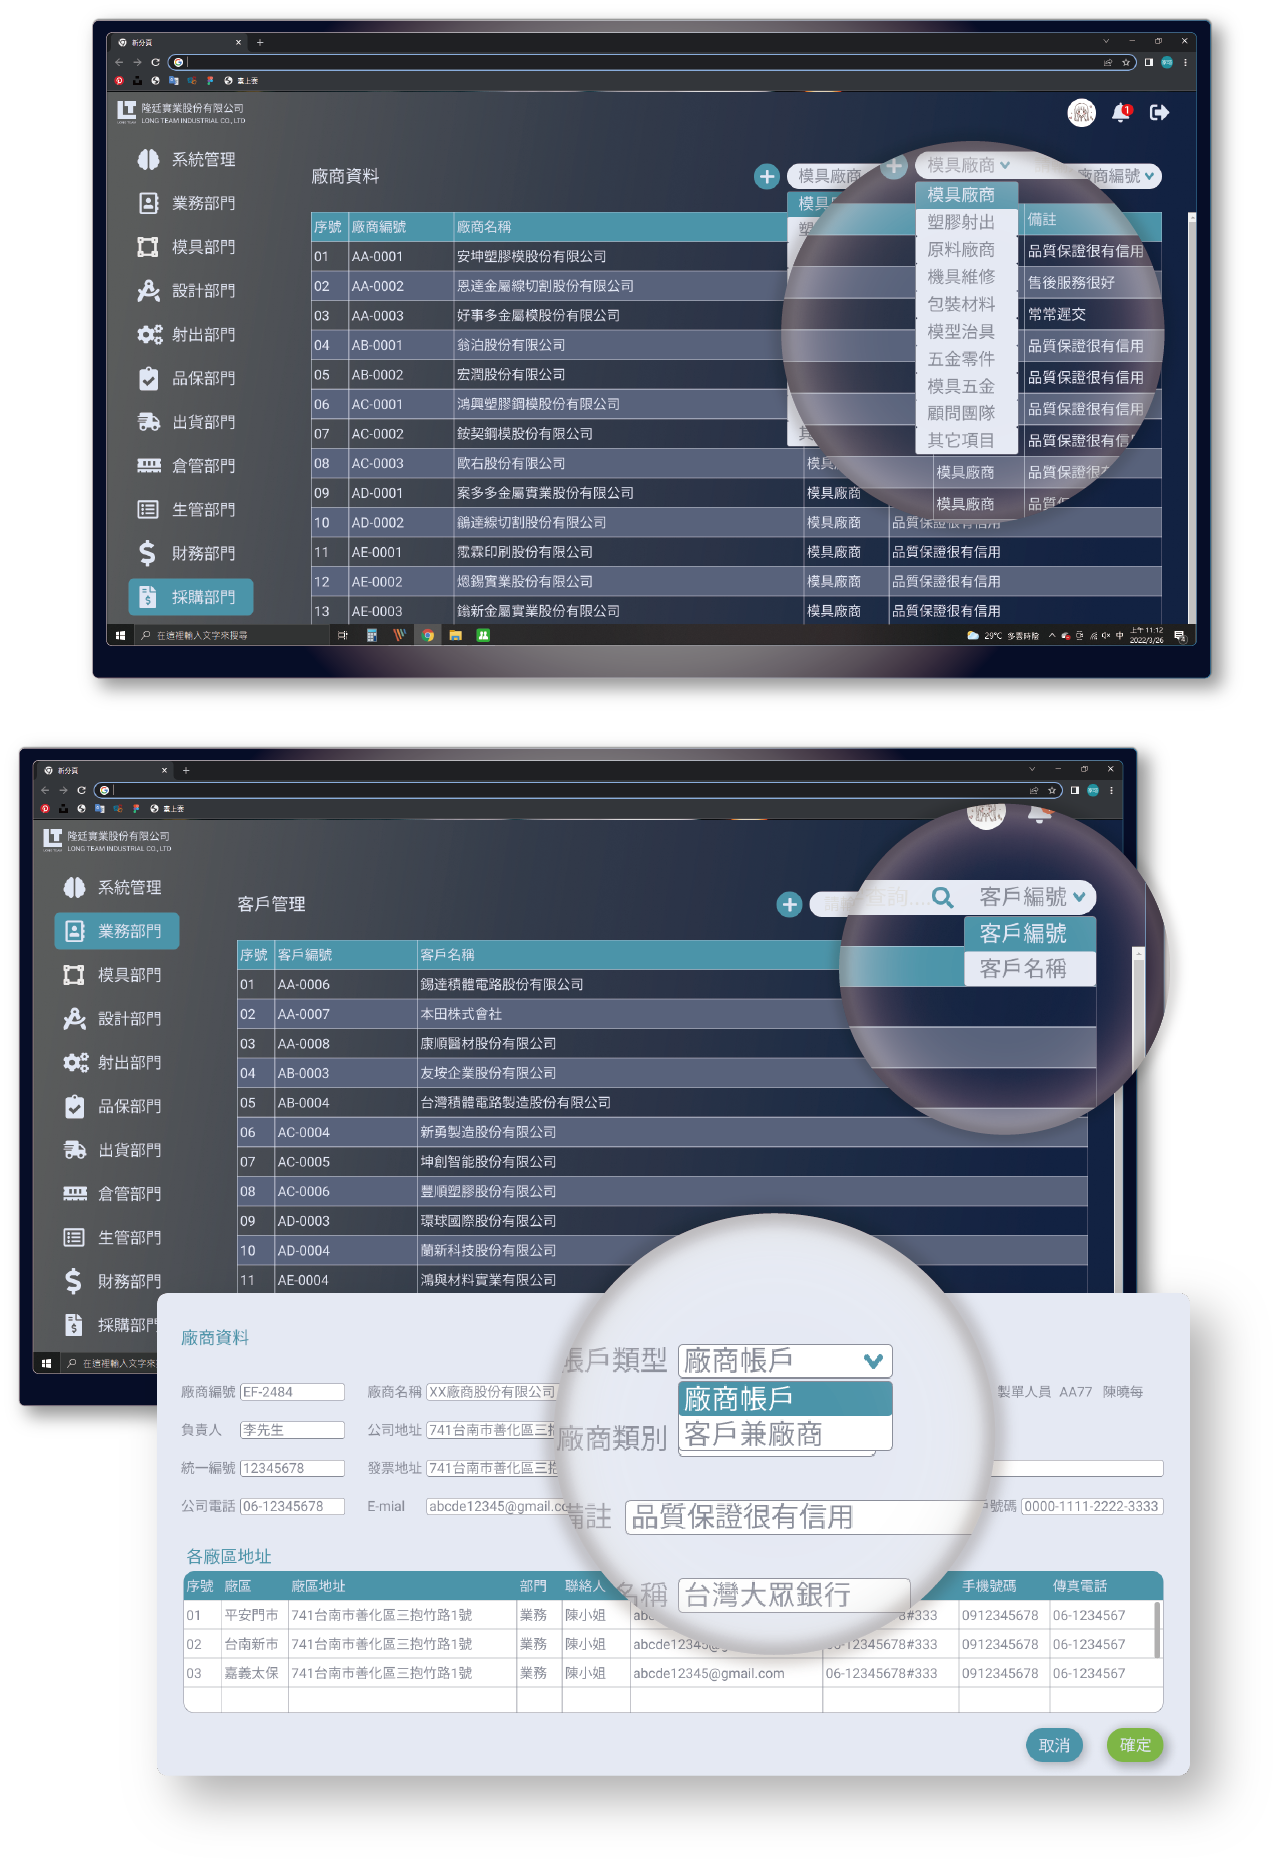 新分頁
畫上去
隆廷實業股份有限公司
LONG TEAM INDUSTRIAL CO., LTD
系統管理
業務部門
模具部門
設計部門
射出部門
品保部門
出貨部門
倉管部門
生管部門
財務部門
採購部門
廠商資料
模具廠商
模具廠商
廠商編號
模具廠商
塑膠射出
原料廠商
機具維修
包裝材料
模型治具
五金零件
模具五金
顧問團隊
其它項目
序號 廠商編號 廠商名稱 備註
01 AA-0001 安坤塑膠模股份有限公司 品質保證很有信用
02 AA-0002 恩達金屬線切割股份有限公司 售後服務很好
03 AA-0003 好事多金屬模股份有限公司 常常遲交
04 AB-0001 翁泊股份有限公司 品質保證很有信用
05 AB-0002 宏潤股份有限公司 品質保證很有信用
06 AC-0001 鴻興塑膠鋼模股份有限公司 品質保證很有信用
07 AC-0002 銨契鋼模股份有限公司 品質保證很有信
08 AC-0003 歐右股份有限公司 模具廠商 品質保證很有
09 AD-0001 案多多金屬實業股份有限公司 模具廠商 模具廠商
10 AD-0002 鷂達線切割股份有限公司 模具廠商 品質保證很有信用
11 AE-0001 霖印刷股份有限公司 模具廠商 品質保證很有信用
12 AE-0002 錫實業股份有限公司 模具廠商 品質保證很有信用
13 AE-0003 鎓新金屬實業股份有限公司 模具廠商 品質保證很有信用
在這裡輸入文字來搜尋
29°C 多雲時陰 中 上午 11:12
2022/3/26
新分頁
畫上去
隆廷實業股份有限公司
LONG TEAM INDUSTRIAL CO., LTD
系統管理
業務部門
模具部門
設計部門
射出部門
品保部門
出貨部門
倉管部門
生管部門
財務部門
採購部門
客戶管理
查詢....
客戶編號
客戶編號
客戶名稱
序號 客戶編號 客戶名稱
01 AA-0006 錫達積體電路股份有限公司
02 AA-0007 本田株式會社
03 AA-0008 康順醫材股份有限公司
04 AB-0003 友垵企業股份有限公司
05 AB-0004 台灣積體電路製造股份有限公司
06 AC-0004 新勇製造股份有限公司
07 AC-0005 坤創智能股份有限公司
08 AC-0006 豐順塑膠股份有限公司
09 AD-0003 環球國際股份有限公司
10 AD-0004 蘭新科技股份有限公司
11 AE-0004 鴻與材料實業有限公司
在這裡輸入文字來
廠商資料
帳戶類型 廠商帳戶
廠商帳戶
客戶兼廠商
廠商編號 EF-2484 廠商名稱 XX廠商股份有限公司 製單人員 AA77 陳曉每
負責人 李先生 公司地址 741台南市善化區三抱 廠商類別
統一編號 12345678 發票地址 741台南市善化區三抱
公司電話 06-12345678 E-mial abcde12345@gmail.co 備註 品質保證很有信用 號碼 0000-1111-2222-3333
名稱 台灣大眾銀行
各廠區地址
序號 廠區 廠區地址 部門 聯絡人 手機號碼 傳真電話
01 平安門市 741台南市善化區三抱竹路1號 業務 陳小姐 abc 8#333 0912345678 06-1234567
02 台南新市 741台南市善化區三抱竹路1號 業務 陳小姐 abcde12345@gmail.com 06-12345678#333 0912345678 06-1234567
03 嘉義太保 741台南市善化區三抱竹路1號 業務 陳小姐 abcde12345@gmail.com 06-12345678#333 0912345678 06-1234567
取消
確定